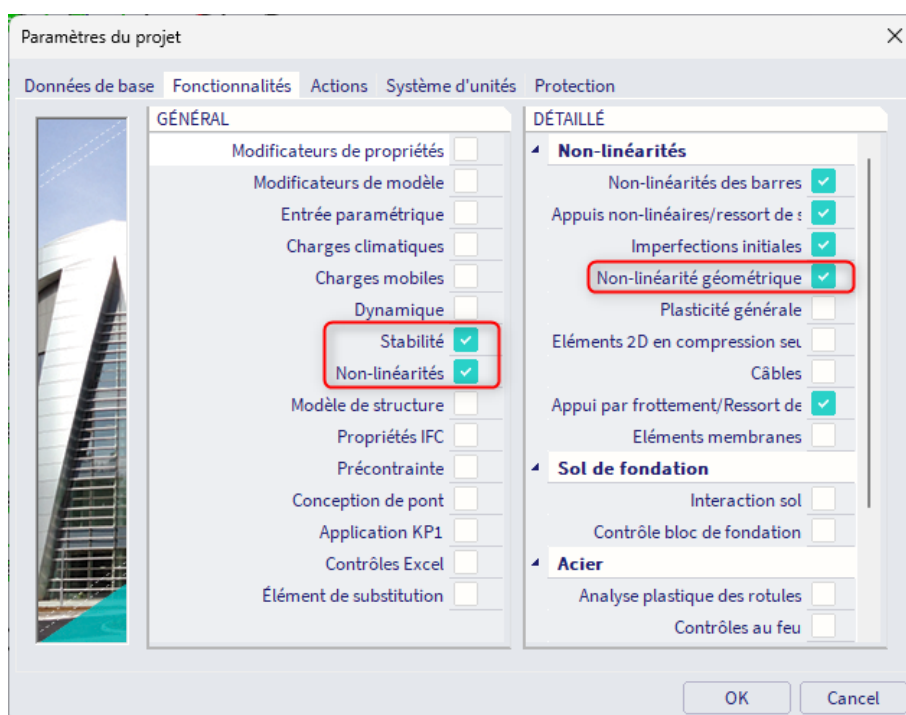 Paramètres du projet
Données de base Fonctionnalités Actions Système d'unités Protection
GÉNÉRAL
Modificateurs de propriétés
Modificateurs de modèle
Entrée paramétrique
Charges climatiques
Charges mobiles
Dynamique
Stabilité
Non-linéarités
Modèle de structure
Propriétés IFC
Précontrainte
Conception de pont
Application KP1
Contrôles Excel
Élément de substitution
DÉTAILLÉ
Non-linéarités
Non-linéarités des barres
Appuis non-linéaires/ressort de s
Imperfections initiales
Non-linéarité géométrique
Plasticité générale
Eléments 2D en compression seu
Câbles
Appui par frottement/Ressort de
Eléments membranes
Sol de fondation
Interaction sol
Contrôle bloc de fondation
Acier
Analyse plastique des rotules
Contrôles au feu
OK Cancel